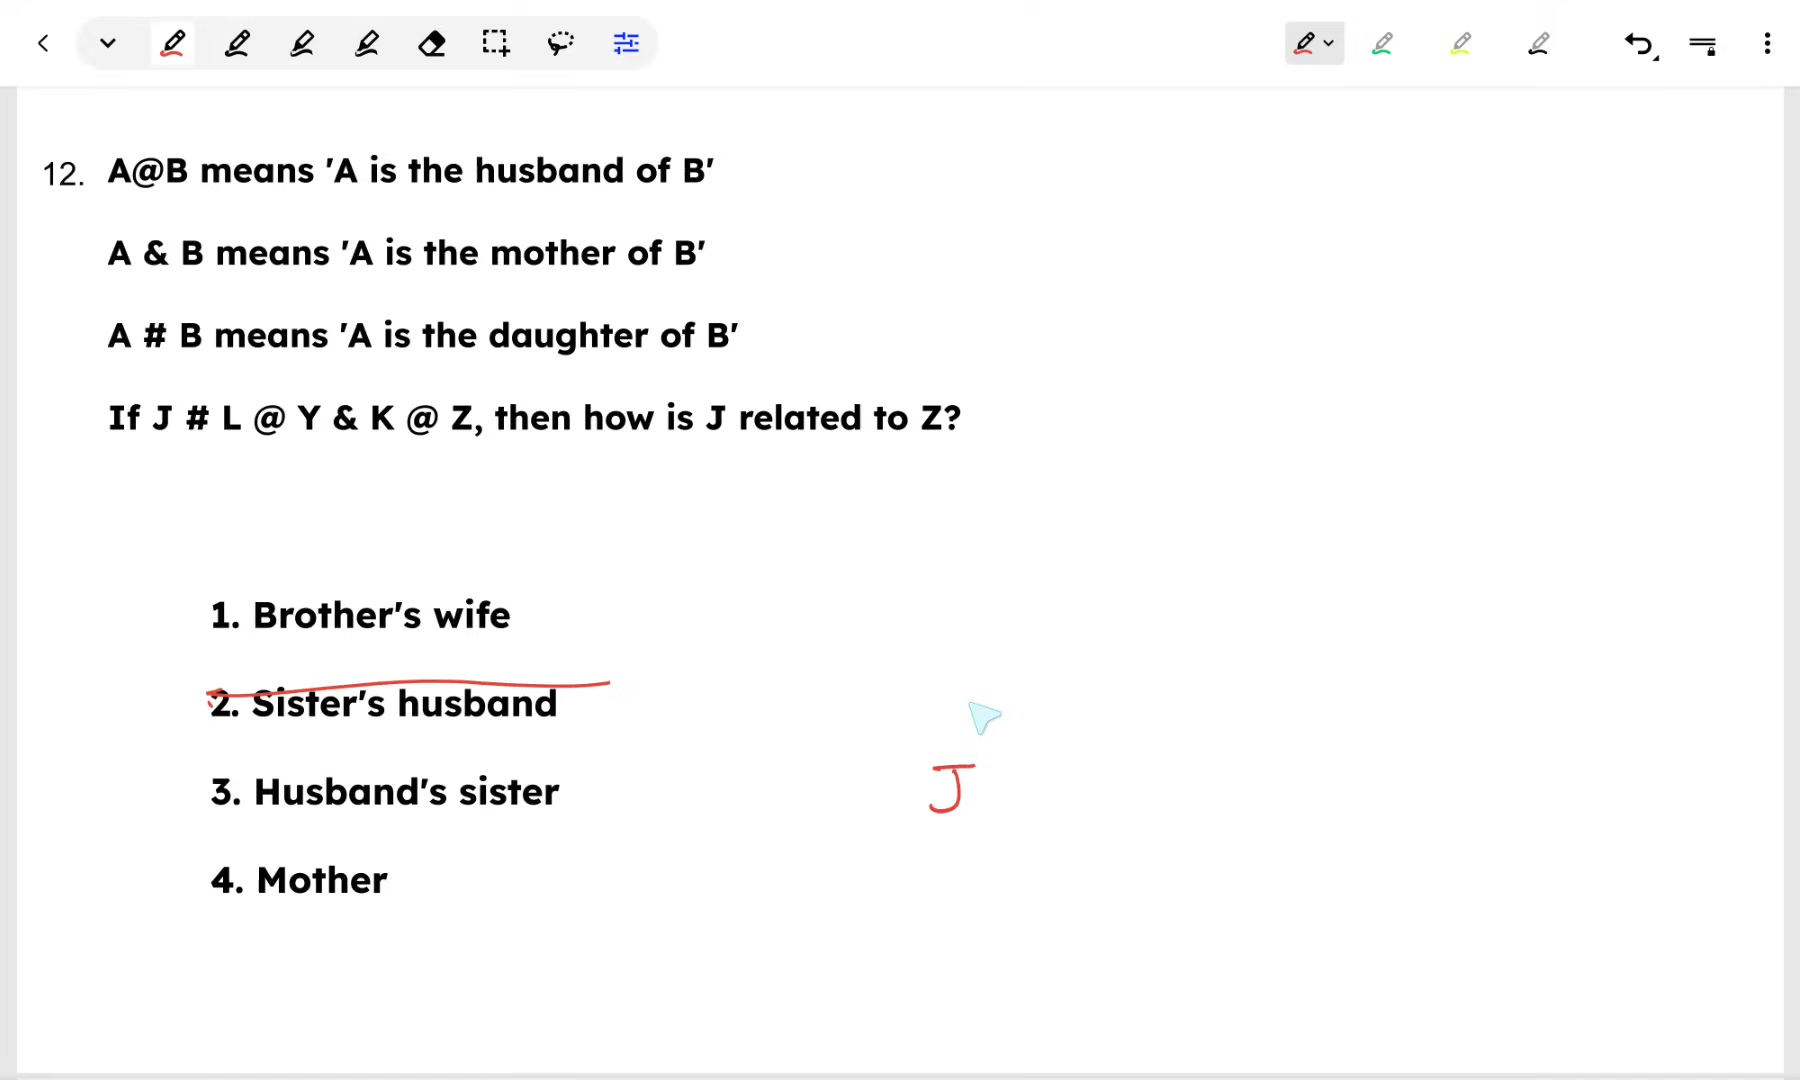 12. A@B means 'A is the husband of B'
A & B means 'A is the mother of B'
A # B means 'A is the daughter of B'
If J # L @ Y & K @ Z, then how is J related to Z?
1. Brother's wife
2. Sister's husband
3. Husband's sister
J
4. Mother